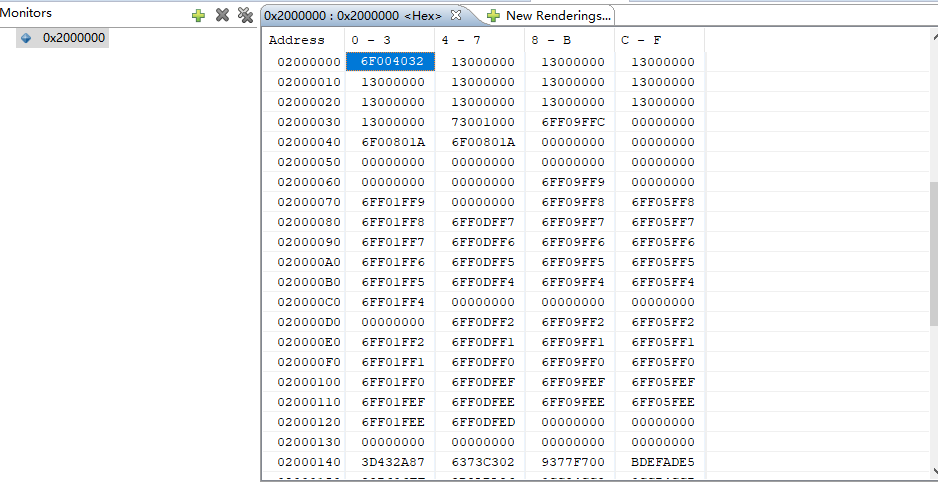 Monitors
0x2000000
0x2000000 : 0x2000000 <Hex>
New Renderings...
Address 0 - 3 4 - 7 8 - B C - F
02000000 6F004032 13000000 13000000 13000000
02000010 13000000 13000000 13000000 13000000
02000020 13000000 13000000 13000000 13000000
02000030 13000000 73001000 6FF09FFC 00000000
02000040 6F00801A 6F00801A 00000000 00000000
02000050 00000000 00000000 00000000 00000000
02000060 00000000 00000000 6FF09FF9 00000000
02000070 6FF01FF9 00000000 6FF09FF8 6FF05FF8
02000080 6FF01FF8 6FF0DFF7 6FF09FF7 6FF05FF7
02000090 6FF01FF7 6FF0DFF6 6FF09FF6 6FF05FF6
020000A0 6FF01FF6 6FF0DFF5 6FF09FF5 6FF05FF5
020000B0 6FF01FF5 6FF0DFF4 6FF09FF4 6FF05FF4
020000C0 6FF01FF4 00000000 00000000 00000000
020000D0 00000000 6FF0DFF2 6FF09FF2 6FF05FF2
020000E0 6FF01FF2 6FF0DFF1 6FF09FF1 6FF05FF1
020000F0 6FF01FF1 6FF0DFF0 6FF09FF0 6FF05FF0
02000100 6FF01FF0 6FF0DFEF 6FF09FEF 6FF05FEF
02000110 6FF01FEF 6FF0DFEE 6FF09FEE 6FF05FEE
02000120 6FF01FEE 6FF0DFED 00000000 00000000
02000130 00000000 00000000 00000000 00000000
02000140 3D432A87 6373C302 9377F700 BDEFADE5